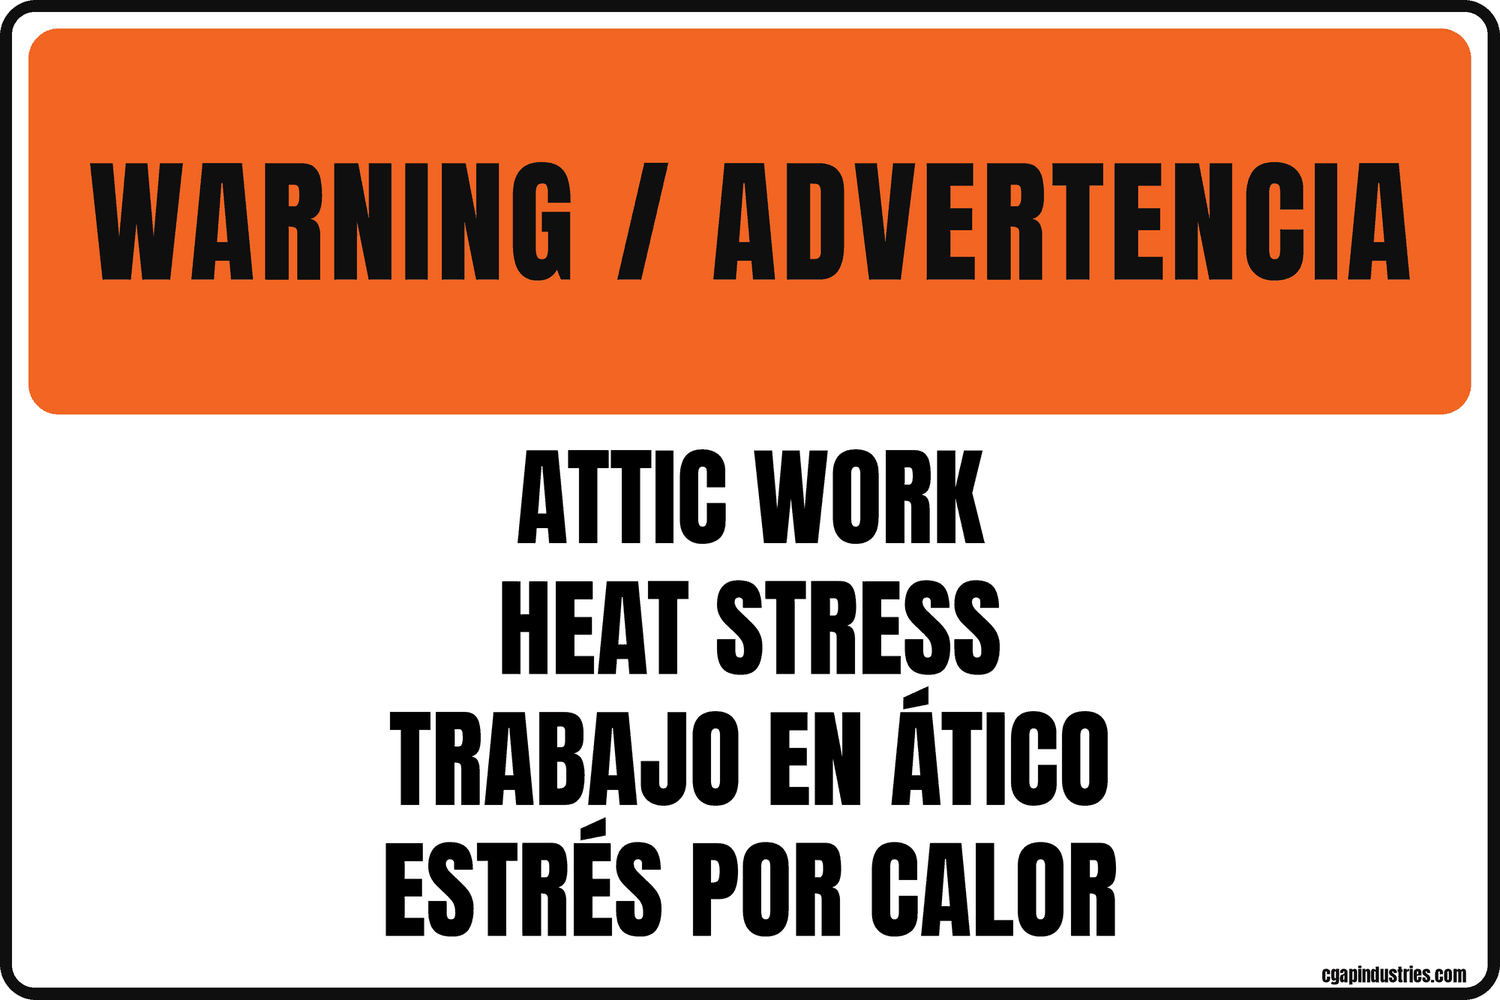 WARNING / ADVERTENCIA
ATTIC WORK
HEAT STRESS
TRABAJO EN ÁTICO
ESTRÉS POR CALOR
cgapindustries.com